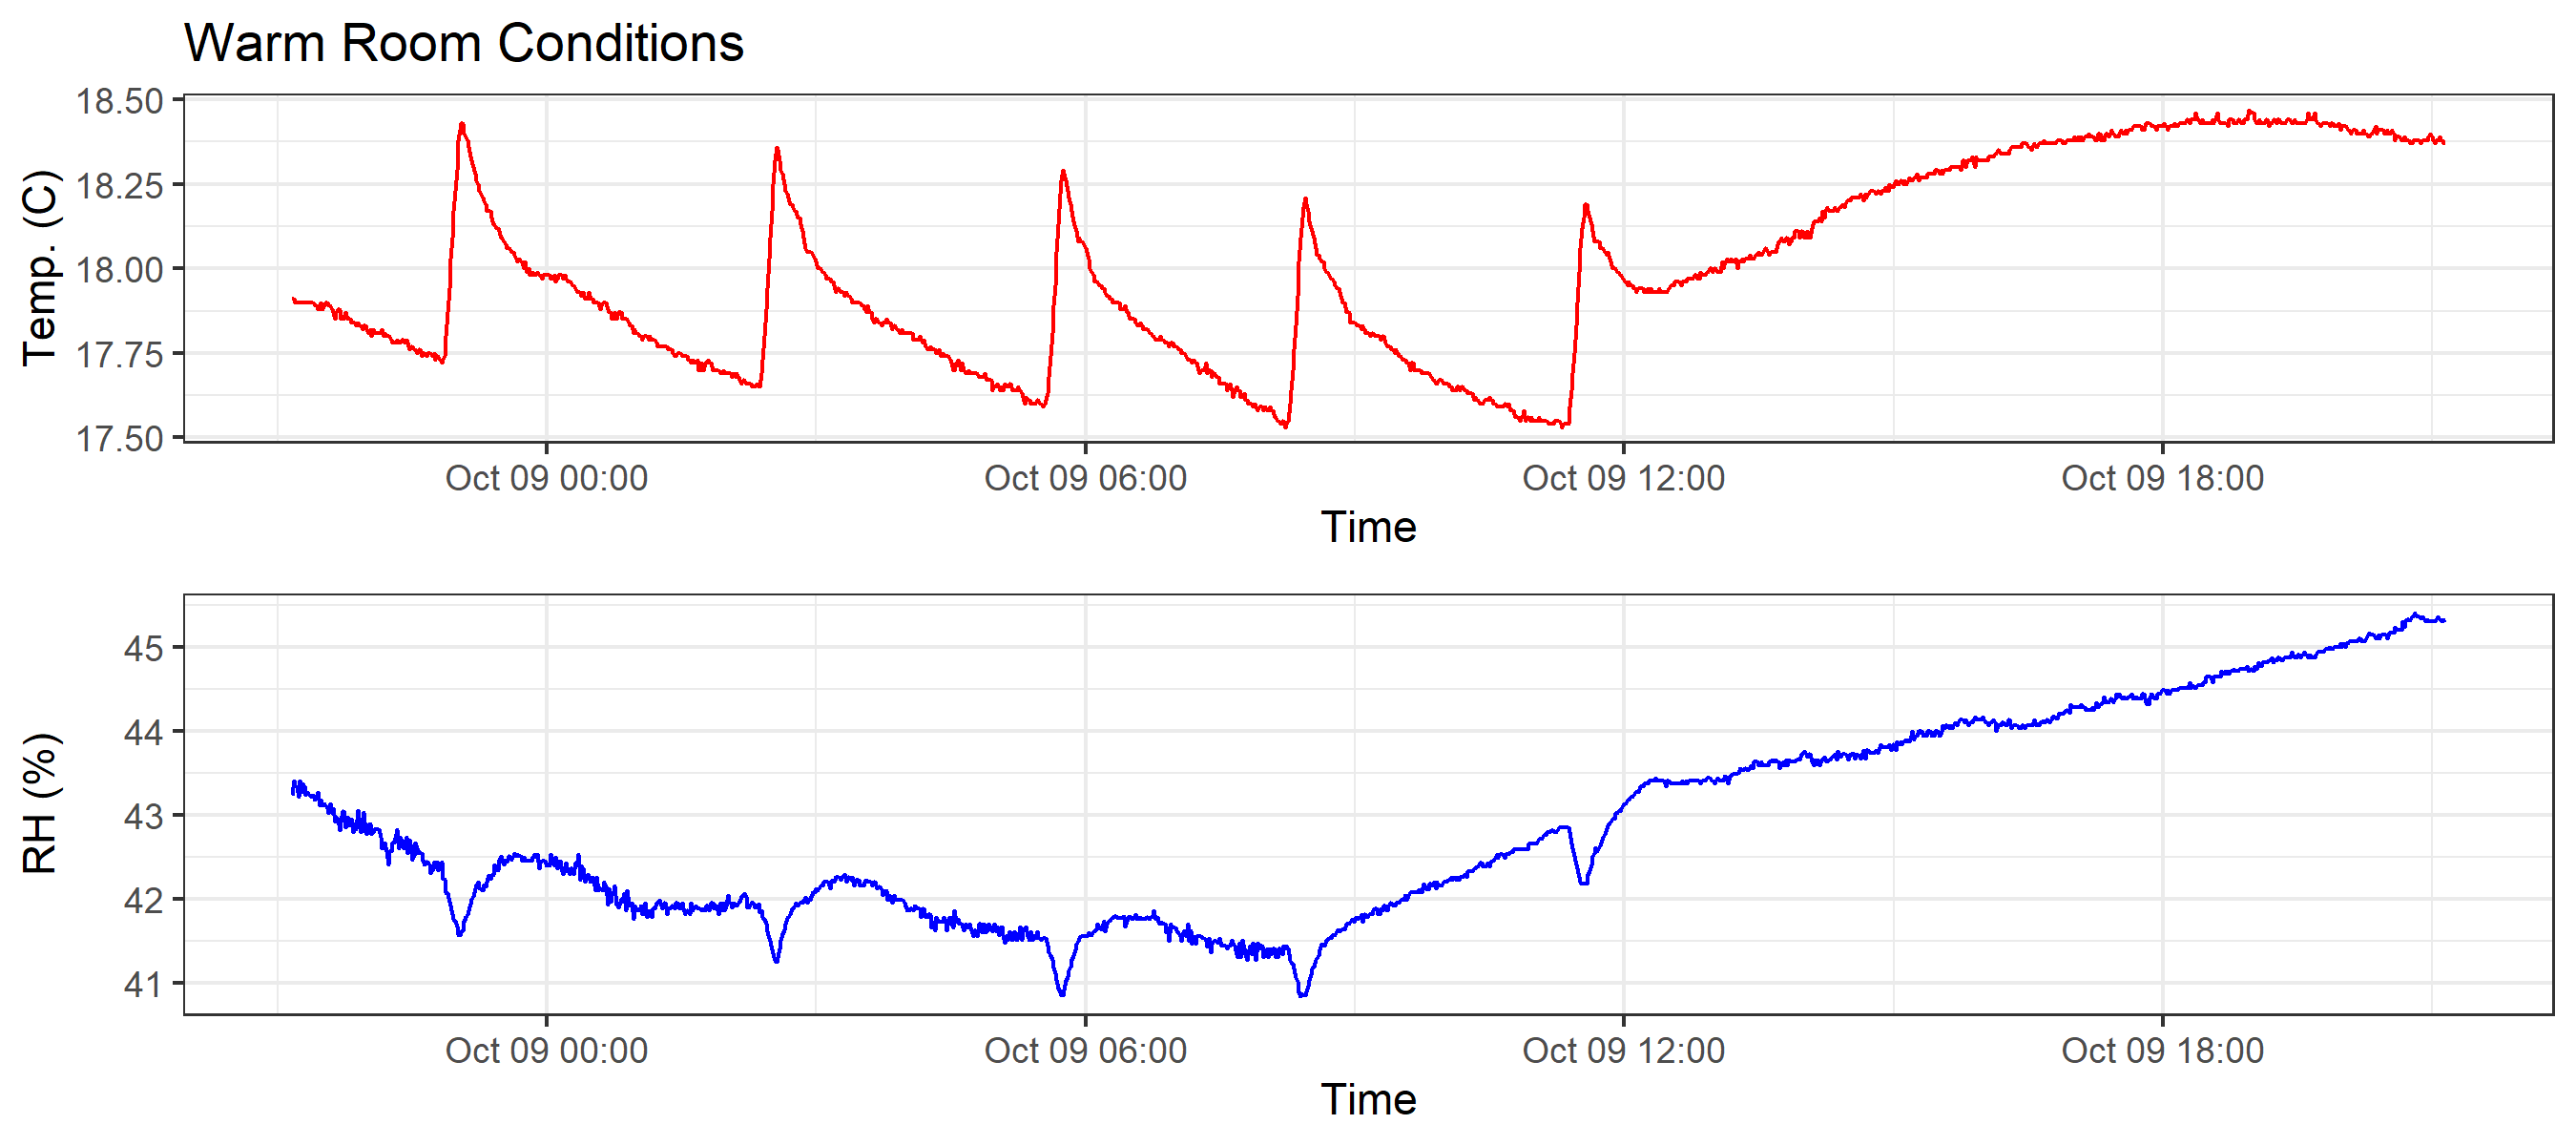 Warm Room Conditions
Temp. (C)
18.50
18.25
18.00
17.75
17.50
Oct 09 00:00 Oct 09 06:00 Oct 09 12:00 Oct 09 18:00
Time
RH (%)
45
44
43
42
41
Oct 09 00:00 Oct 09 06:00 Oct 09 12:00 Oct 09 18:00
Time